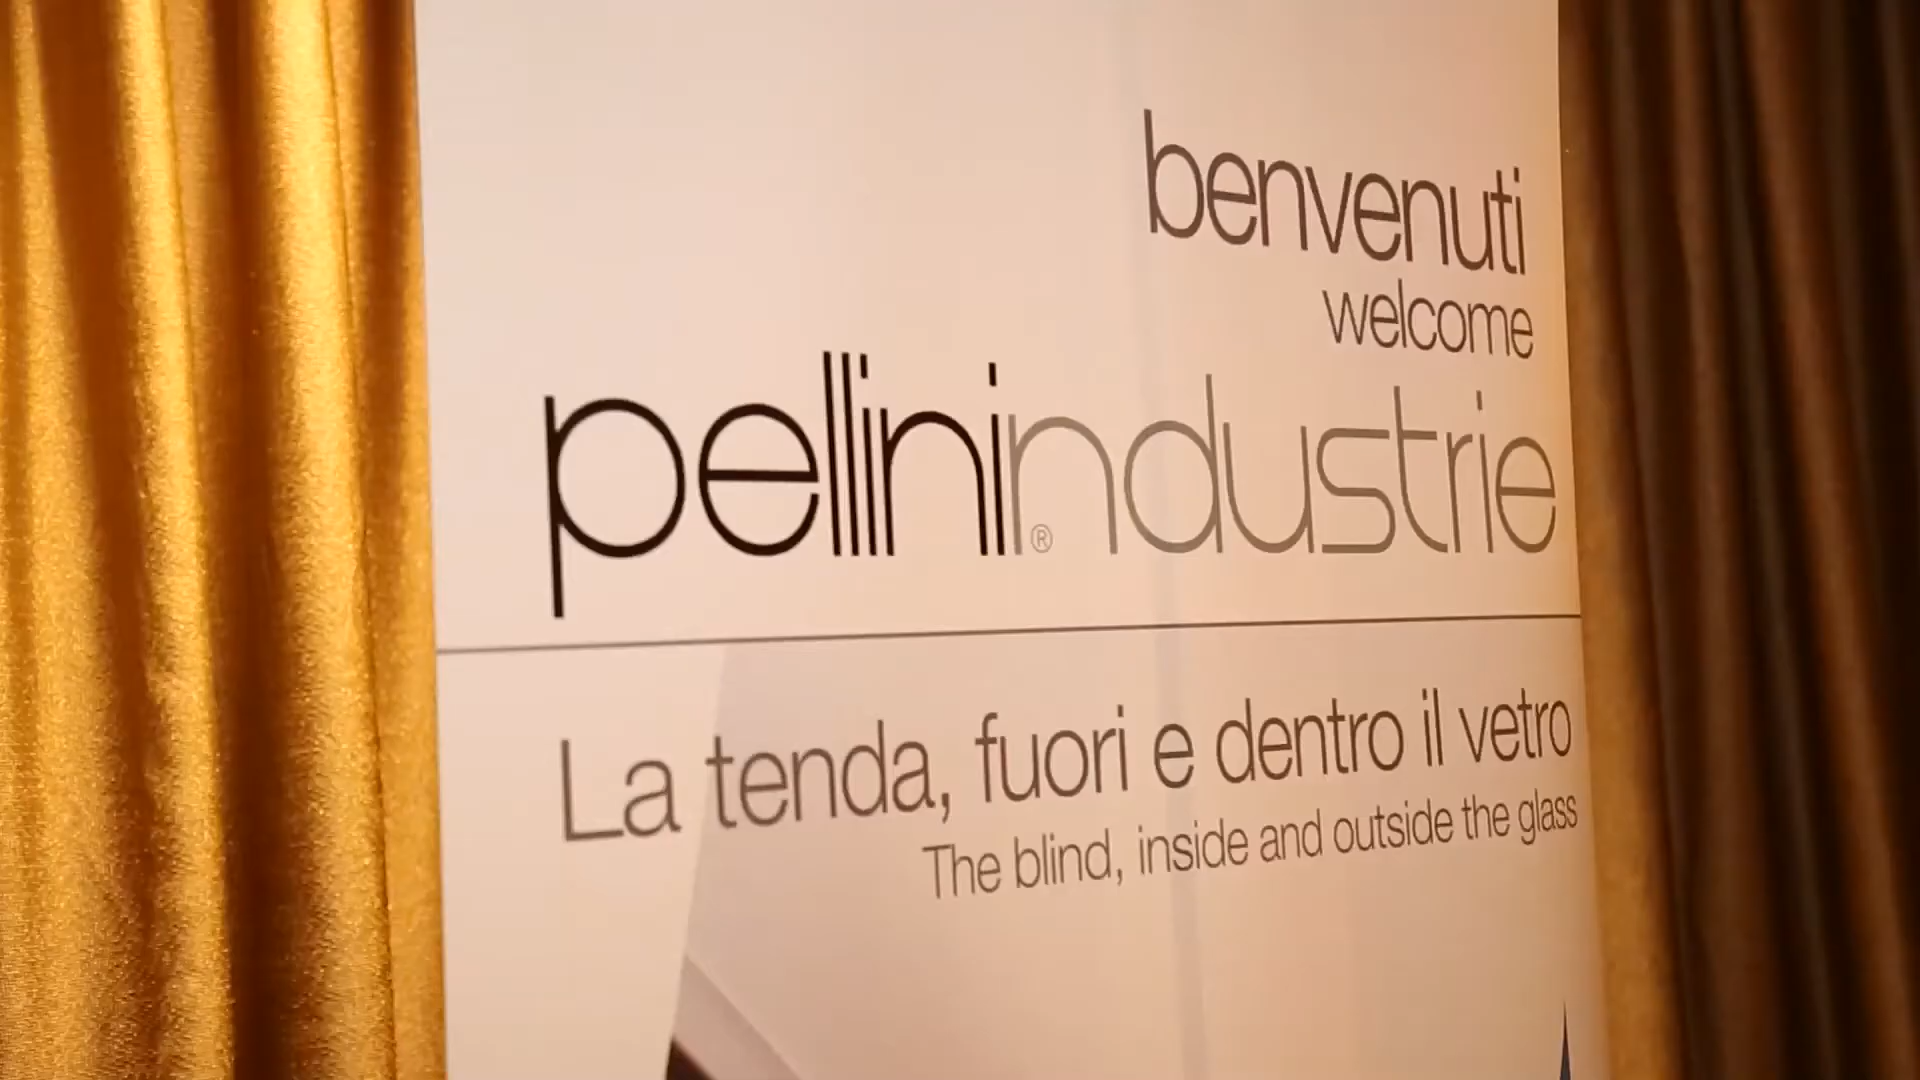 benvenuti
welcome
pellinindustrie®
La tenda, fuori e dentro il vetro
The blind, inside and outside the glass